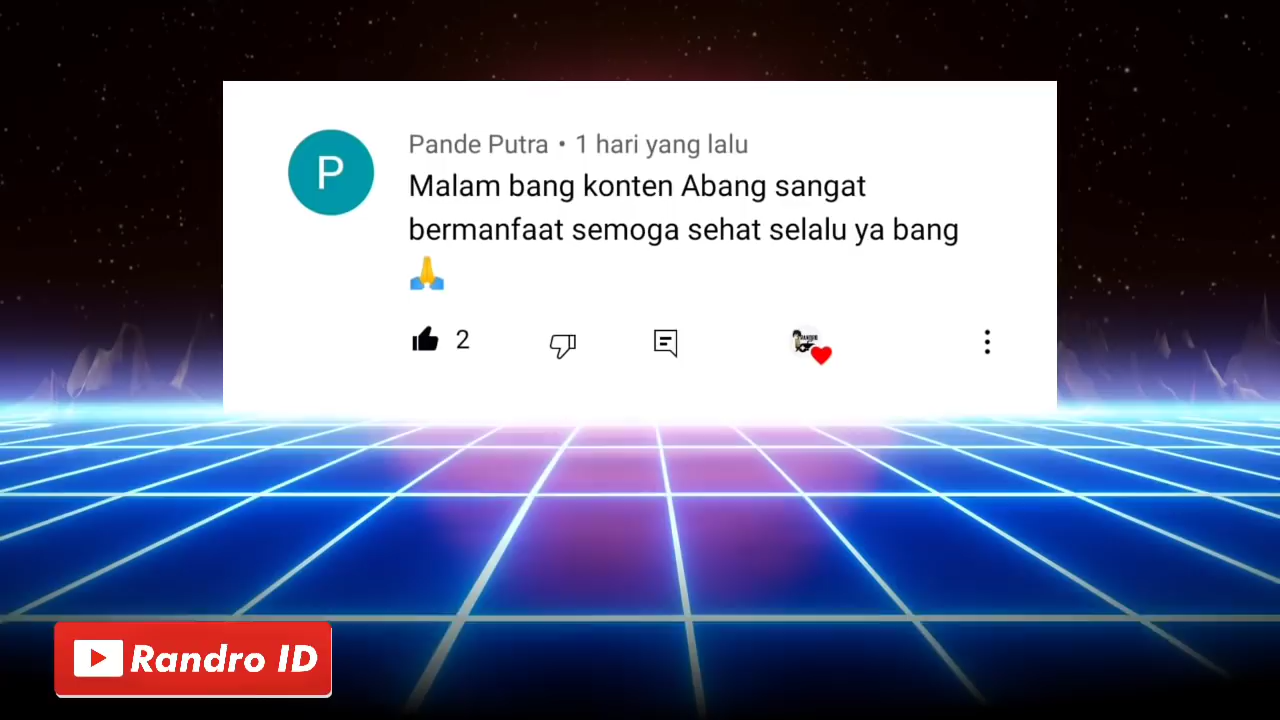 P
Pande Putra • 1 hari yang lalu
Malam bang konten Abang sangat
bermanfaat semoga sehat selalu ya bang
🙏
2
Randro ID